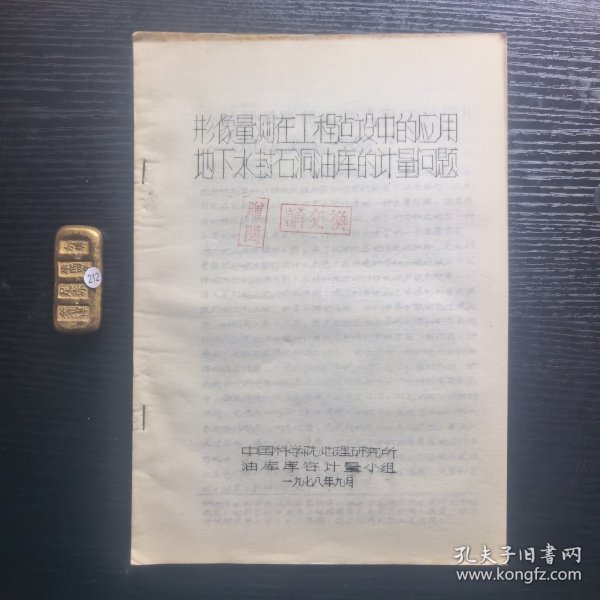 形像量测在工程建设中的应用
地下水封石洞油库的计量问题
赠阅
請交換
中国科学院地理研究所
油库库容计量小组
一九七八年九月
212
孔夫子旧书网
www.kongfz.com